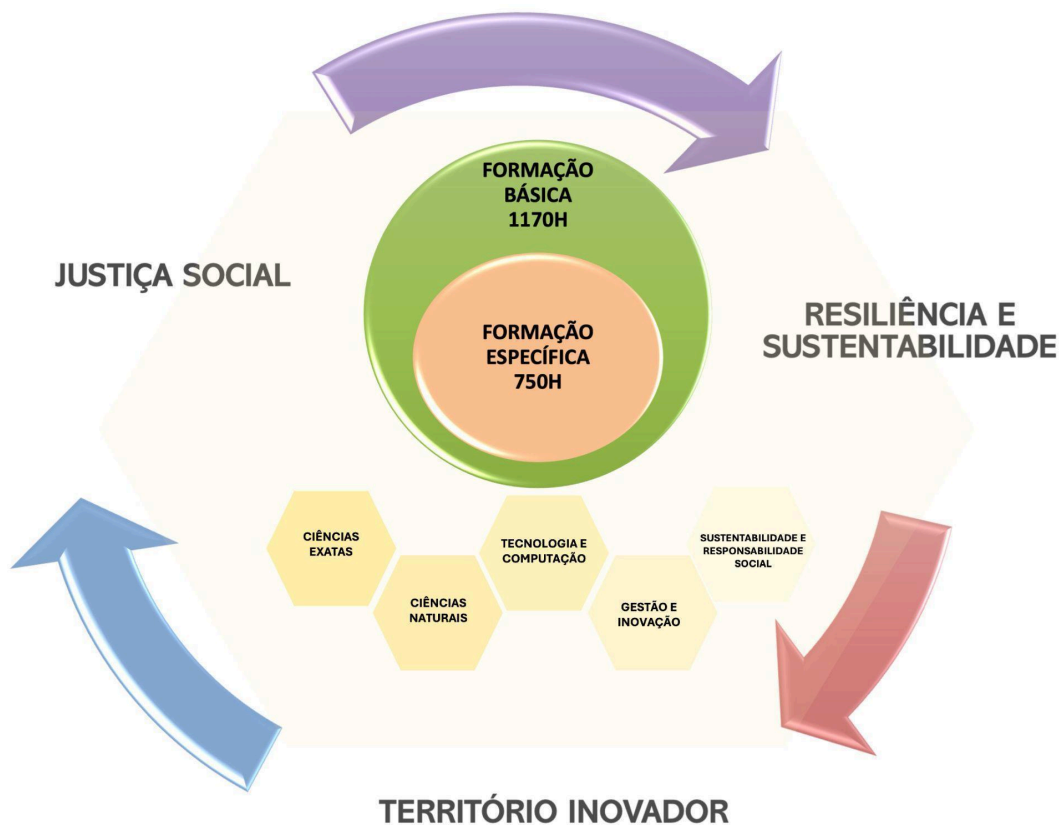 FORMAÇÃO
BÁSICA
1170H
JUSTIÇA SOCIAL
RESILIÊNCIA E
SUSTENTABILIDADE
FORMAÇÃO
ESPECÍFICA
750H
CIÊNCIAS
EXATAS
CIÊNCIAS
NATURAIS
TECNOLOGIA E
COMPUTAÇÃO
GESTÃO E
INOVAÇÃO
SUSTENTABILIDADE E
RESPONSABILIDADE
SOCIAL
TERRITÓRIO INOVADOR